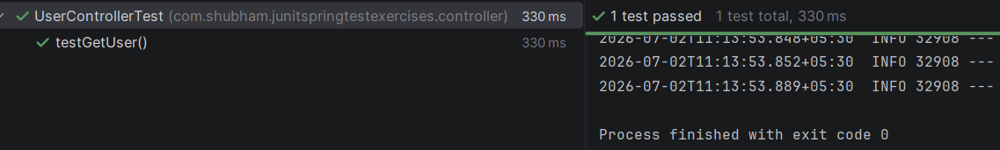 UserControllerTest (com.shubham.junitspringtestexercises.controller) 330 ms
testGetUser() 330 ms
1 test passed 1 test total, 330 ms
2026-07-02T11:13:53.848+05:30 INFO 32908 ---
2026-07-02T11:13:53.852+05:30 INFO 32908 ---
2026-07-02T11:13:53.889+05:30 INFO 32908 ---
Process finished with exit code 0